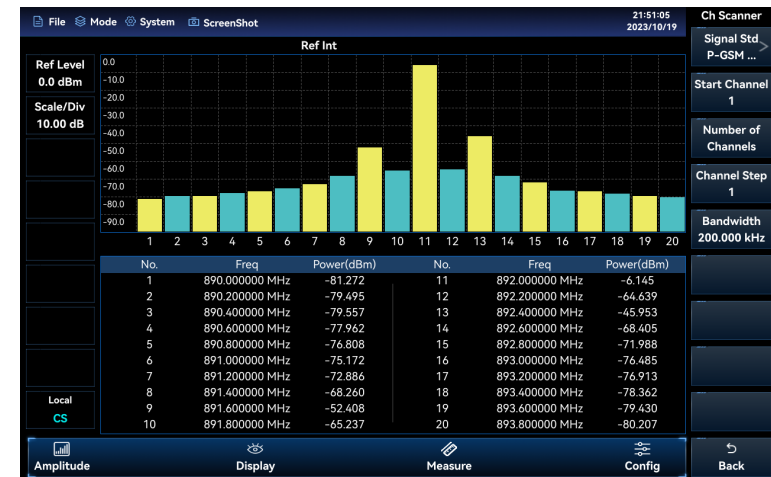 File Mode System ScreenShot 21:51:05 2023/10/19
Ch Scanner
Ref Int
Ref Level
0.0 dBm
Scale/Div
10.00 dB
0.0
-10.0
-20.0
-30.0
-40.0
-50.0
-60.0
-70.0
-80.0
-90.0
1 2 3 4 5 6 7 8 9 10 11 12 13 14 15 16 17 18 19 20
No. Freq Power(dBm) No. Freq Power(dBm)
1 890.000000 MHz -81.272 11 892.000000 MHz -6.145
2 890.200000 MHz -79.495 12 892.200000 MHz -64.639
3 890.400000 MHz -79.557 13 892.400000 MHz -45.953
4 890.600000 MHz -77.962 14 892.600000 MHz -68.405
5 890.800000 MHz -76.808 15 892.800000 MHz -71.988
6 891.000000 MHz -75.172 16 893.000000 MHz -76.485
7 891.200000 MHz -72.886 17 893.200000 MHz -76.913
8 891.400000 MHz -68.260 18 893.400000 MHz -78.362
9 891.600000 MHz -52.408 19 893.600000 MHz -79.430
10 891.800000 MHz -65.237 20 893.800000 MHz -80.207
Local
CS
Signal Std >
P-GSM ...
Start Channel
1
Number of
Channels
Channel Step
1
Bandwidth
200.000 kHz
Amplitude Display Measure Config Back